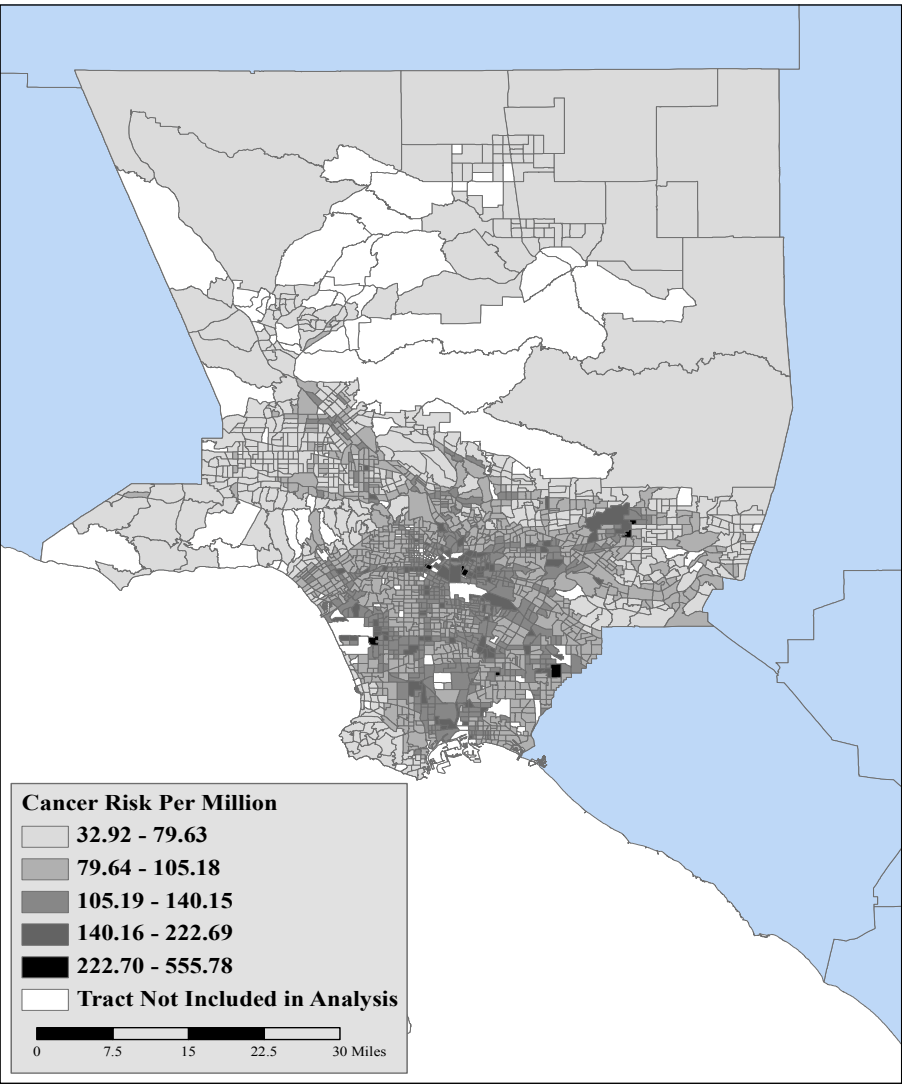 Cancer Risk Per Million
32.92 - 79.63
79.64 - 105.18
105.19 - 140.15
140.16 - 222.69
222.70 - 555.78
Tract Not Included in Analysis
0 7.5 15 22.5 30 Miles